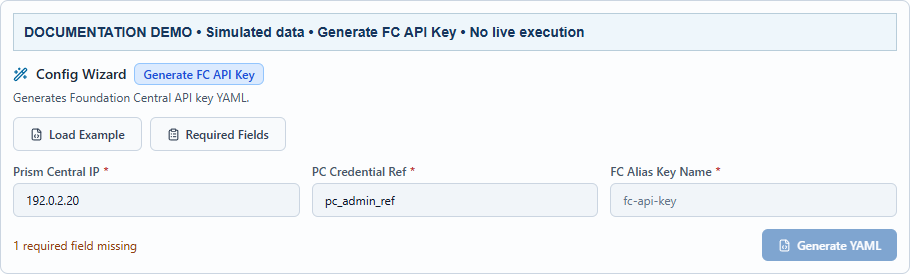 DOCUMENTATION DEMO • Simulated data • Generate FC API Key • No live execution
Config Wizard Generate FC API Key
Generates Foundation Central API key YAML.
Load Example Required Fields
Prism Central IP * PC Credential Ref * FC Alias Key Name *
192.0.2.20 pc_admin_ref fc-api-key
1 required field missing Generate YAML